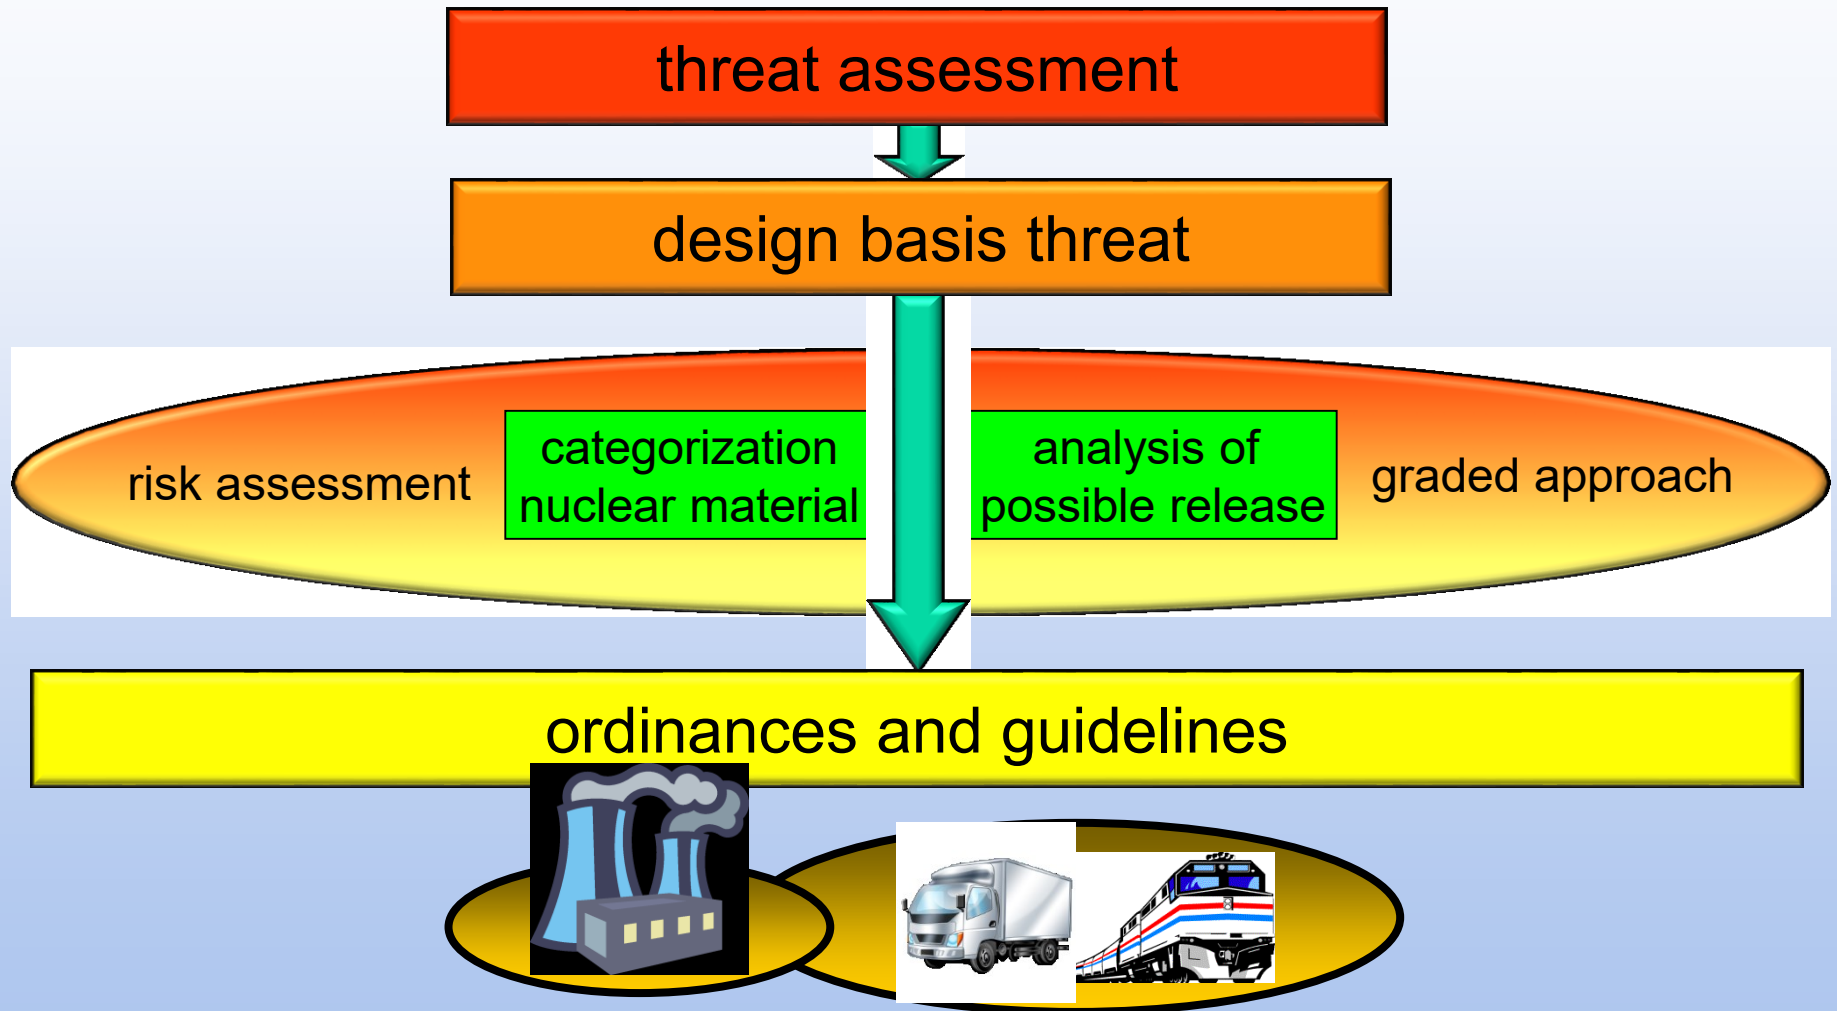 threat assessment
design basis threat
risk assessment
categorization
nuclear material
analysis of
possible release
graded approach
ordinances and guidelines